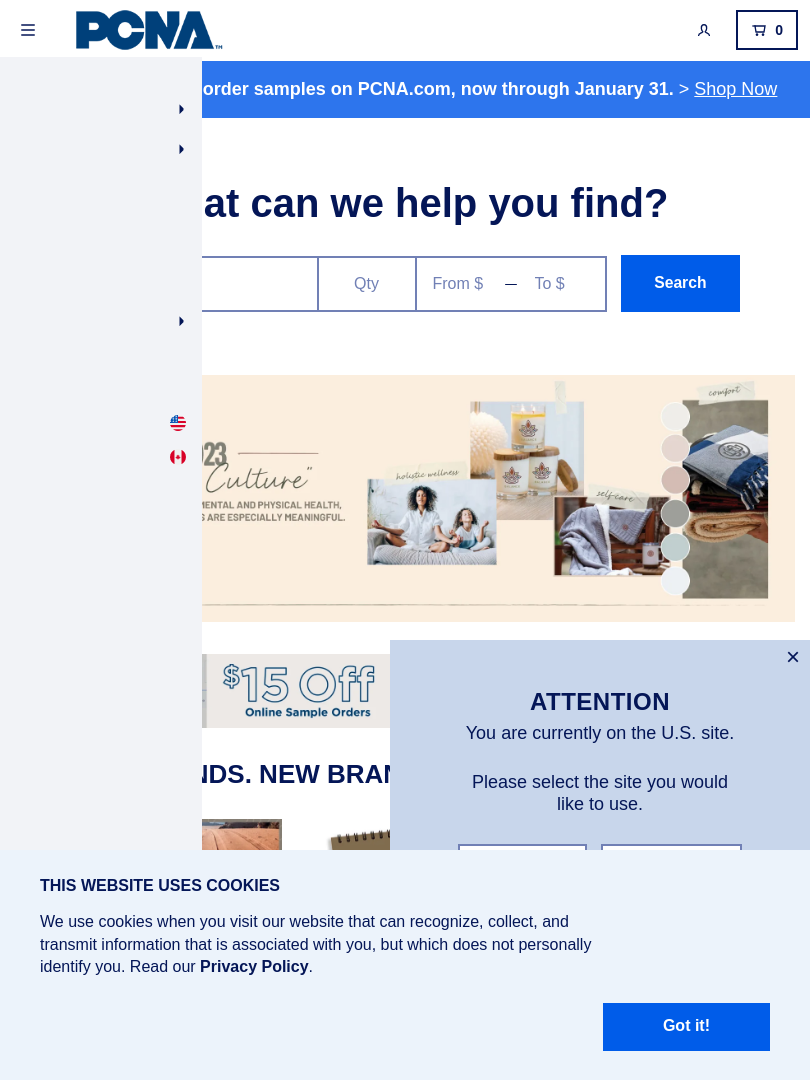 PCNA™
0
order samples on PCNA.com, now through January 31. > Shop Now
at can we help you find?
Qty
From $
—
To $
Search
023
Culture"
MENTAL AND PHYSICAL HEALTH,
S ARE ESPECIALLY MEANINGFUL.
holistic wellness
self-care
comfort
$15 Off
Online Sample Orders
NDS. NEW BRAN
ATTENTION
You are currently on the U.S. site.
Please select the site you would
like to use.
THIS WEBSITE USES COOKIES
We use cookies when you visit our website that can recognize, collect, and
transmit information that is associated with you, but which does not personally
identify you. Read our Privacy Policy.
Got it!